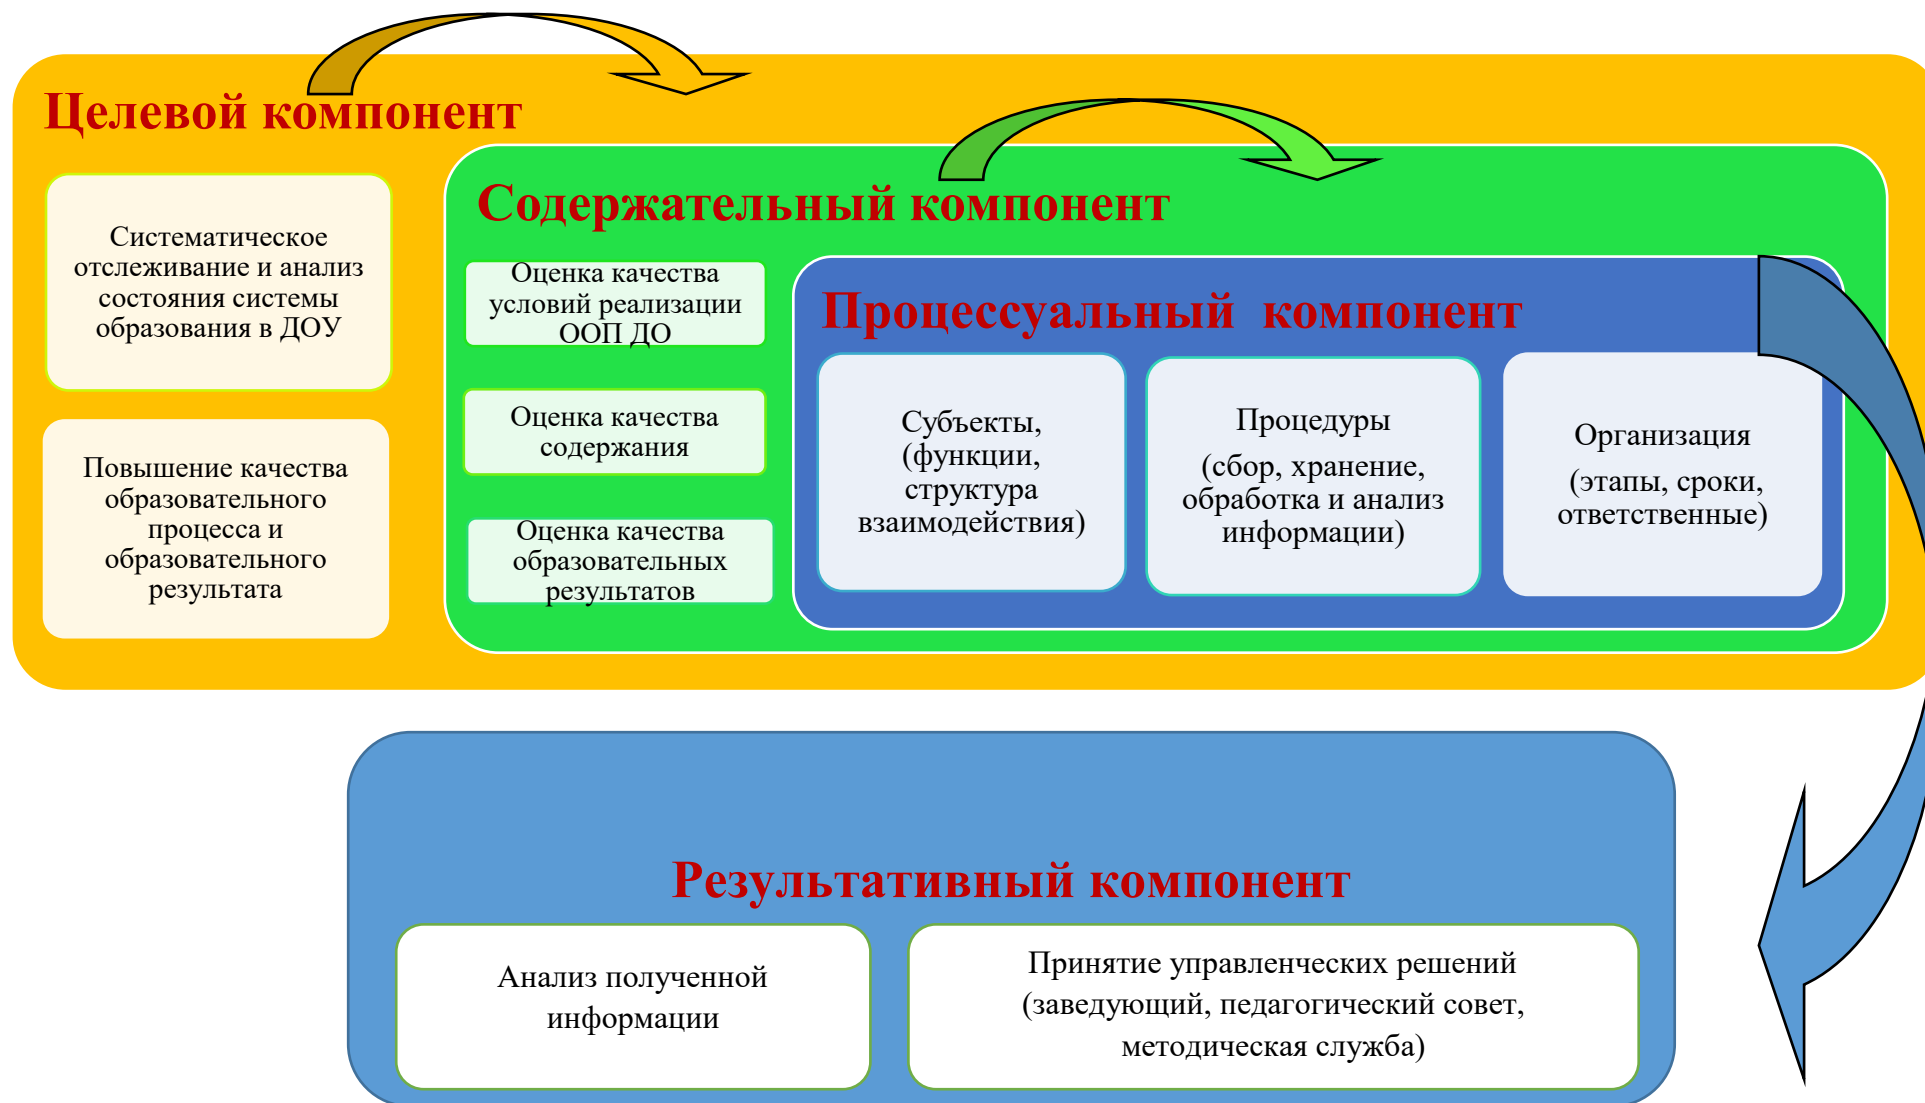 Целевой компонент
Систематическое
отслеживание и анализ
состояния системы
образования в ДОУ
Повышение качества
образовательного
процесса и
образовательного
результата
Содержательный компонент
Оценка качества
условий реализации
ООП ДО
Оценка качества
содержания
Оценка качества
образовательных
результатов
Процессуальный  компонент
Субъекты,
(функции,
структура
взаимодействия)
Процедуры
(сбор, хранение,
обработка и анализ
информации)
Организация
(этапы, сроки,
ответственные)
Результативный компонент
Анализ полученной
информации
Принятие управленческих решений
(заведующий, педагогический совет,
методическая служба)